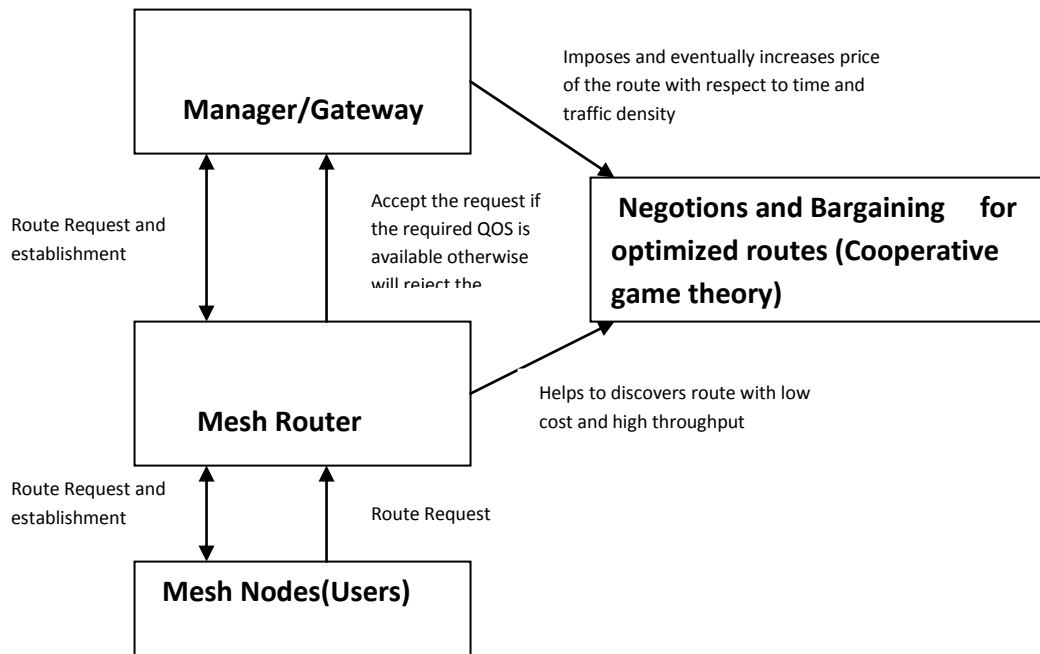 Manager/Gateway
Imposes and eventually increases price
of the route with respect to time and
traffic density
Route Request and
establishment
Accept the request if
the required QOS is
available otherwise
will reject the
Negotions and Bargaining for
optimized routes (Cooperative
game theory)
Mesh Router
Helps to discovers route with low
cost and high throughput
Route Request and
establishment
Route Request
Mesh Nodes(Users)